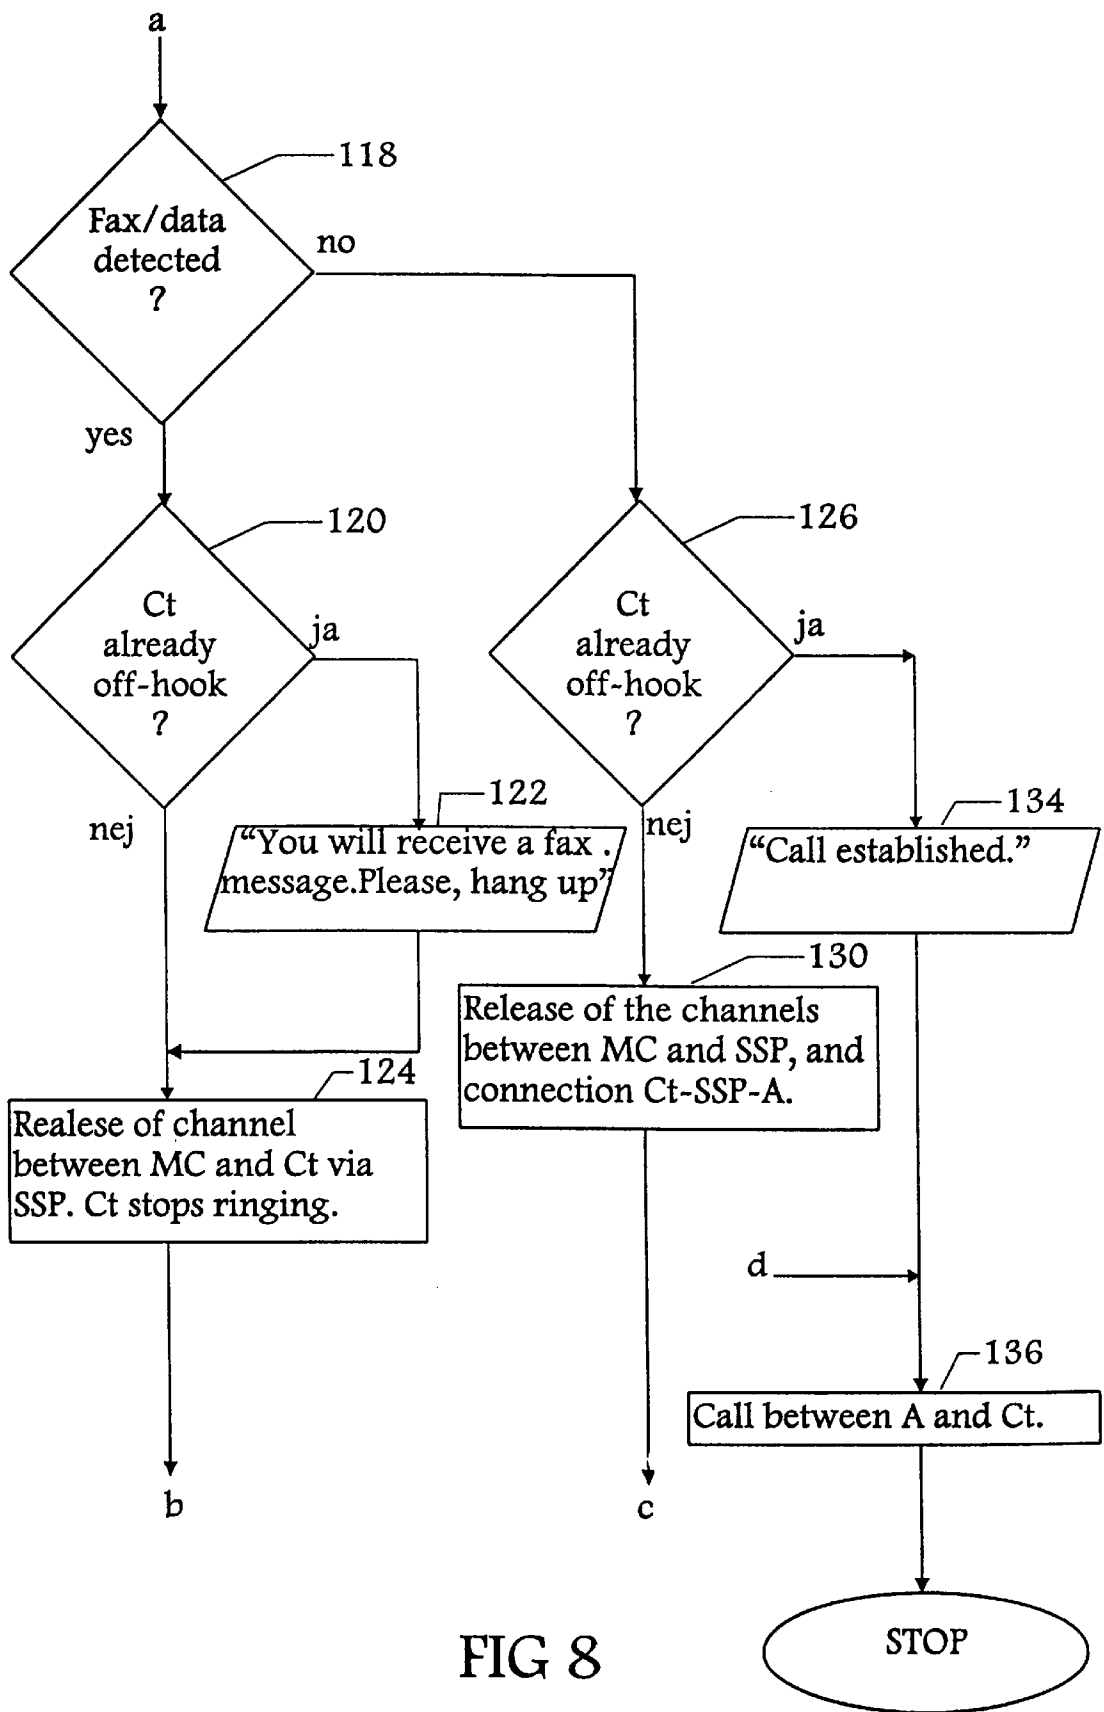 a
118
Fax/data
detected
?
no
yes
120
126
Ct
already
off-hook
?
ja
Ct
already
off-hook
?
ja
nej
122
"You will receive a fax .
message.Please, hang up"
nej
134
"Call established."
130
Release of the channels
between MC and SSP, and
connection Ct-SSP-A.
124
Realese of channel
between MC and Ct via
SSP. Ct stops ringing.
d
136
Call between A and Ct.
b
c
STOP
FIG 8